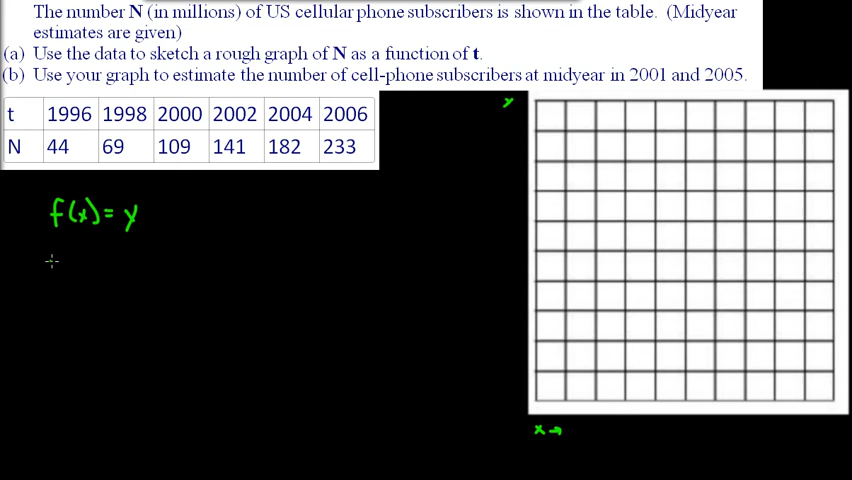 The number N (in millions) of US cellular phone subscribers is shown in the table. (Midyear
estimates are given)
(a) Use the data to sketch a rough graph of N as a function of t.
(b) Use your graph to estimate the number of cell-phone subscribers at midyear in 2001 and 2005.
t 1996 1998 2000 2002 2004 2006
N 44 69 109 141 182 233
y
f(x) = y
x →